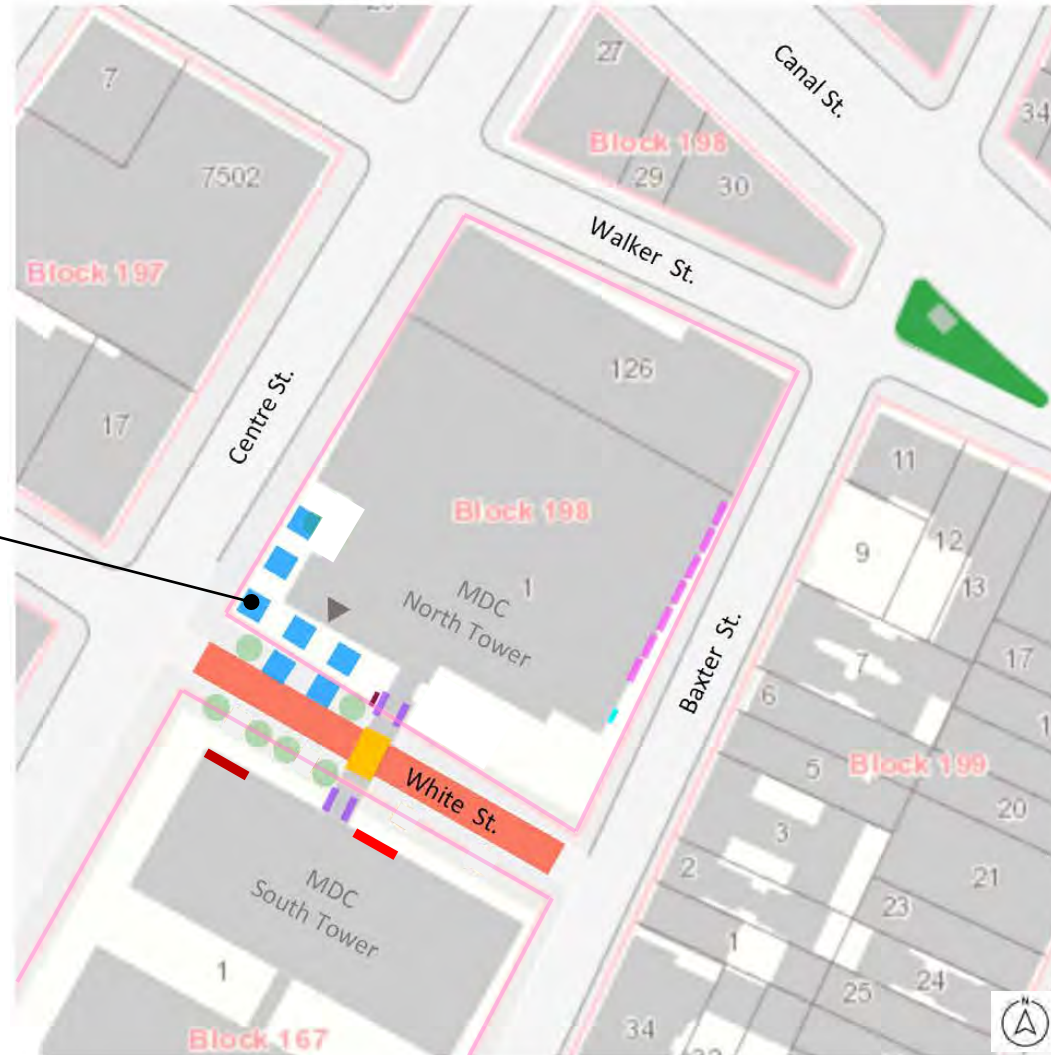 Canal St.
27
7
34
Block 198
7502
29
30
Walker St.
Block 197
126
Centre St.
17
11
Block 198
12
9
13
MDC
1
North Tower
17
7
Baxter St.
6
1
5
Block 199
White St.
20
3
2
21
MDC
South Tower
23
1
1
24
25
34
Block 167
N